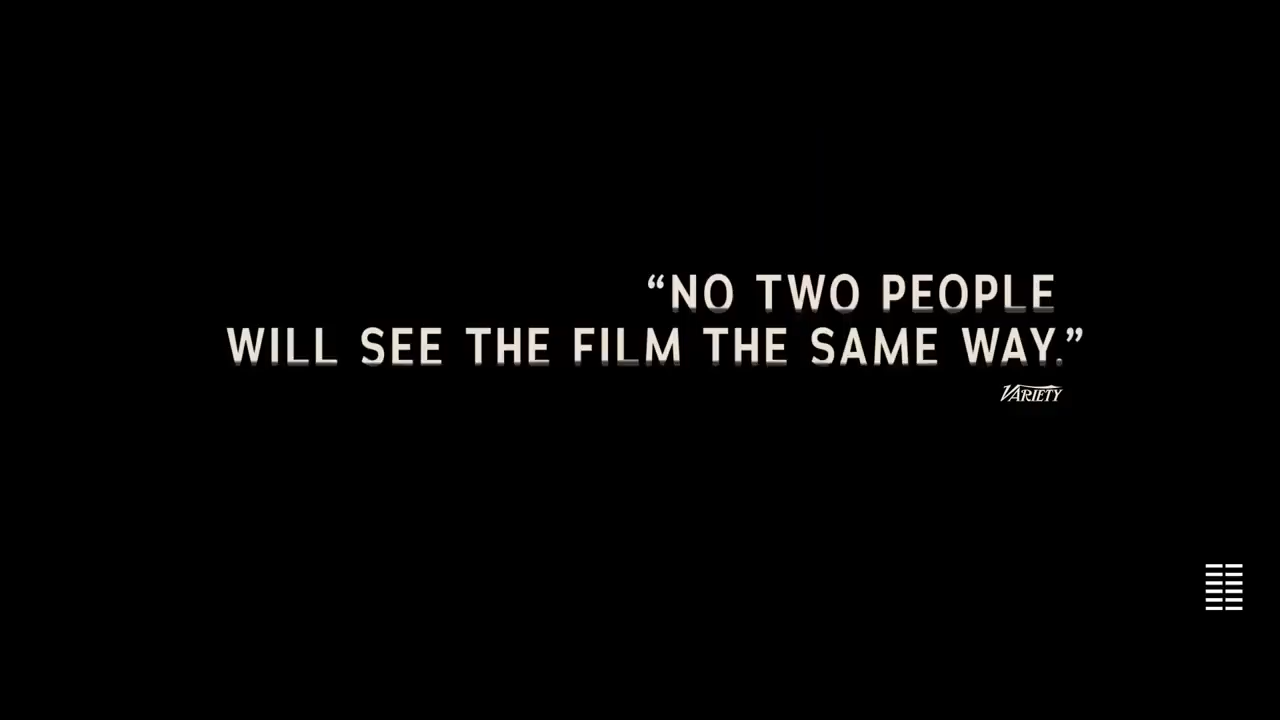 “NO TWO PEOPLE
WILL SEE THE FILM THE SAME WAY.”
VARIETY